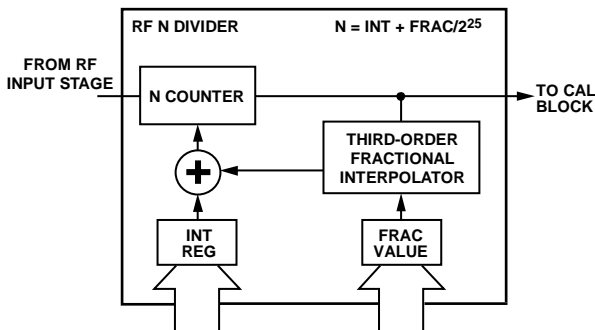 RF N DIVIDER
N = INT + FRAC/2²⁵
FROM RF
INPUT STAGE
N COUNTER
TO CAL
BLOCK
THIRD-ORDER
FRACTIONAL
INTERPOLATOR
+
INT
REG
FRAC
VALUE